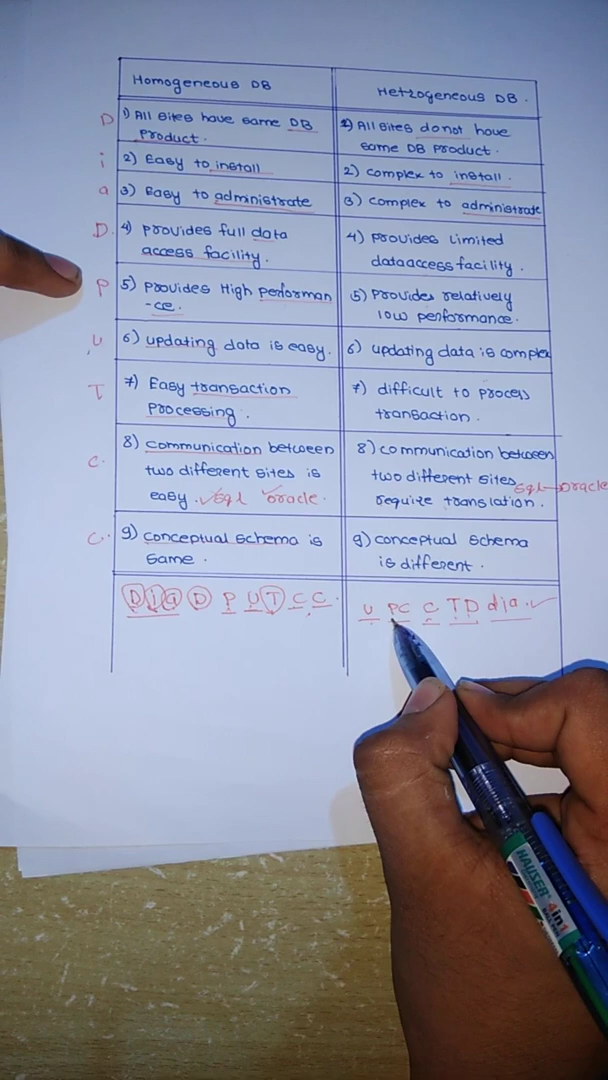 Homogeneous DB
Hetrogeneous DB.
D
1) All sites have same DB
product.
2) All sites donot have
same DB product.
i
2) Easy to install
2) complex to install.
a
3) Easy to administrate
3) complex to administrate
D.
4) provides full data
access facility.
4) provides limited
dataaccess facility.
P
5) provides High performan
-ce.
5) provides relatively
low performance.
U
6) updating data is easy.
6) updating data is complex
T
7) Easy transaction
processing.
7) difficult to process
transaction.
C.
8) communication between
two different sites is
easy. ✓sql ✓oracle.
8) communication between
two different sites sql→oracle
require translation.
C.
9) conceptual schema is
same.
9) conceptual schema
is different.
D i a D P U T C C.
U PC C TD dia.✓
HAUSER 4in1